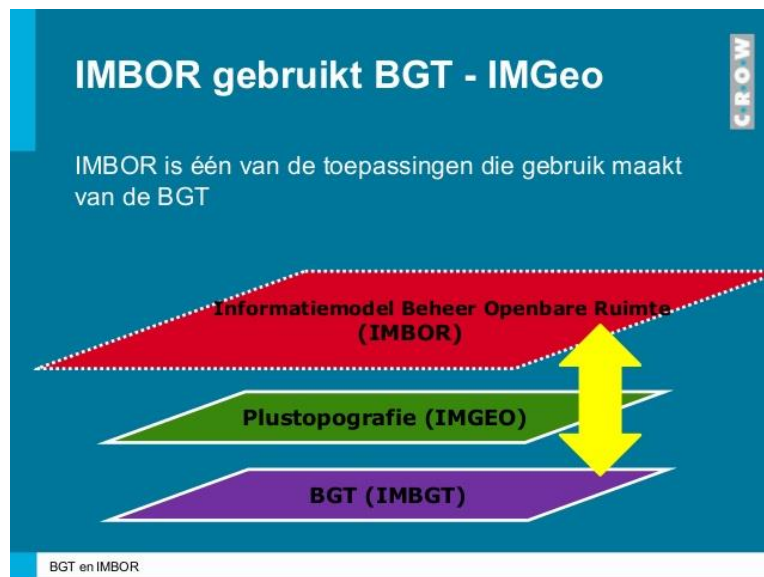 IMBOR gebruikt BGT - IMGeo
C·R·O·W
IMBOR is één van de toepassingen die gebruik maakt
van de BGT
Informatiemodel Beheer Openbare Ruimte
(IMBOR)
Plustopografie (IMGEO)
BGT (IMBGT)
BGT en IMBOR